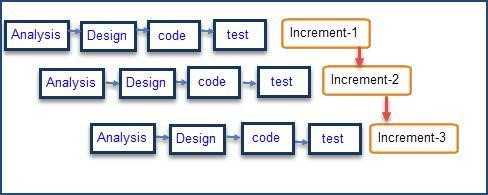 Analysis Design code test Increment-1
Analysis Design code test Increment-2
Analysis Design code test Increment-3